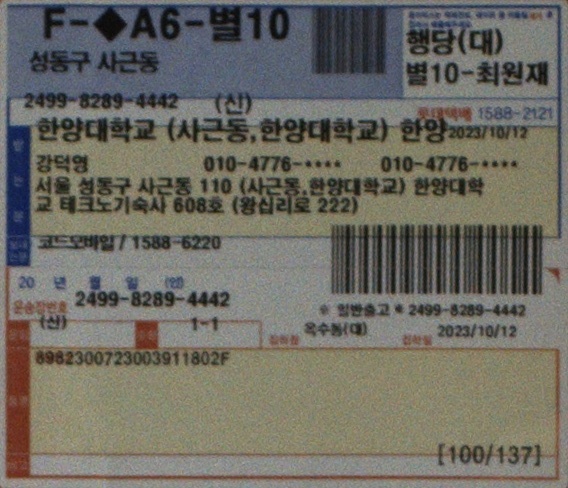 F-◆A6-별10
성동구 사근동
행당(대)
별10-최원재
2499-8289-4442 (신)
롯데택배 1588-2121
한양대학교 (사근동,한양대학교) 한양 2023/10/12
강덕영 010-4776-**** 010-4776-****
서울 성동구 사근동 110 (사근동,한양대학교) 한양대학
교 테크노기숙사 608호 (왕십리로 222)
코드모바일 / 1588-6220
20 년 월 일 (인)
운송장번호 2499-8289-4442
* 일반출고 * 2499-8289-4442
(신) 1-1
옥수동(대) 2023/10/12
8982300723003911802F
[100/137]